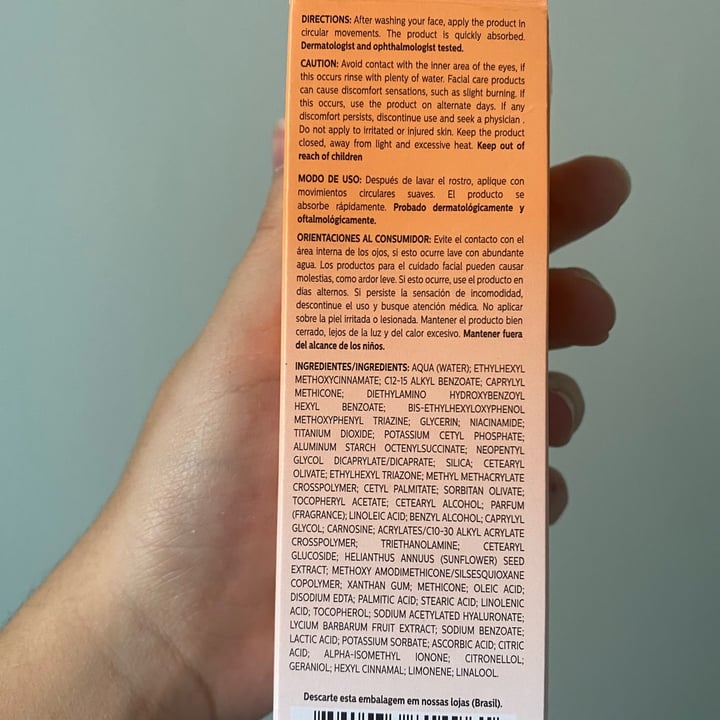 DIRECTIONS: After washing your face, apply the product in
circular movements. The product is quickly absorbed.
Dermatologist and ophthalmologist tested.
CAUTION: Avoid contact with the inner area of the eyes, if
this occurs rinse with plenty of water. Facial care products
can cause discomfort sensations, such as slight burning. If
this occurs, use the product on alternate days. If any
discomfort persists, discontinue use and seek a physician .
Do not apply to irritated or injured skin. Keep the product
closed, away from light and excessive heat. Keep out of
reach of children
MODO DE USO: Después de lavar el rostro, aplique con
movimientos circulares suaves. El producto se
absorbe rápidamente. Probado dermatológicamente y
oftalmológicamente.
ORIENTACIONES AL CONSUMIDOR: Evite el contacto con el
área interna de los ojos, si esto ocurre lave con abundante
agua. Los productos para el cuidado facial pueden causar
molestias, como ardor leve. Si esto ocurre, use el producto en
dias alternos. Si persiste la sensación de incomodidad,
descontinue el uso y busque atención médica. No aplicar
sobre la piel irritada o lesionada. Mantener el producto bien
cerrado, lejos de la luz y del calor excesivo. Mantener fuera
del alcance de los niños.
INGREDIENTES/INGREDIENTS: AQUA (WATER); ETHYLHEXYL
METHOXYCINNAMATE; C12-15 ALKYL BENZOATE; CAPRYLYL
METHICONE; DIETHYLAMINO HYDROXYBENZOYL
HEXYL BENZOATE; BIS-ETHYLHEXYLOXYPHENOL
METHOXYPHENYL TRIAZINE; GLYCERIN; NIACINAMIDE;
TITANIUM DIOXIDE; POTASSIUM CETYL PHOSPHATE;
ALUMINUM STARCH OCTENYLSUCCINATE; NEOPENTYL
GLYCOL DICAPRYLATE/DICAPRATE; SILICA; CETEARYL
OLIVATE; ETHYLHEXYL TRIAZONE; METHYL METHACRYLATE
CROSSPOLYMER; CETYL PALMITATE; SORBITAN OLIVATE;
TOCOPHERYL ACETATE; CETEARYL ALCOHOL; PARFUM
(FRAGRANCE); LINOLEIC ACID; BENZYL ALCOHOL; CAPRYLYL
GLYCOL; CARNOSINE; ACRYLATES/C10-30 ALKYL ACRYLATE
CROSSPOLYMER; TRIETHANOLAMINE; CETEARYL
GLUCOSIDE; HELIANTHUS ANNUUS (SUNFLOWER) SEED
EXTRACT; METHOXY AMODIMETHICONE/SILSESQUIOXANE
COPOLYMER; XANTHAN GUM; METHICONE; OLEIC ACID;
DISODIUM EDTA; PALMITIC ACID; STEARIC ACID; LINOLENIC
ACID; TOCOPHEROL; SODIUM ACETYLATED HYALURONATE;
LYCIUM BARBARUM FRUIT EXTRACT; SODIUM BENZOATE;
LACTIC ACID; POTASSIUM SORBATE; ASCORBIC ACID; CITRIC
ACID; ALPHA-ISOMETHYL IONONE; CITRONELLOL;
GERANIOL; HEXYL CINNAMAL; LIMONENE; LINALOOL.
Descarte esta embalagem em nossas lojas (Brasil).